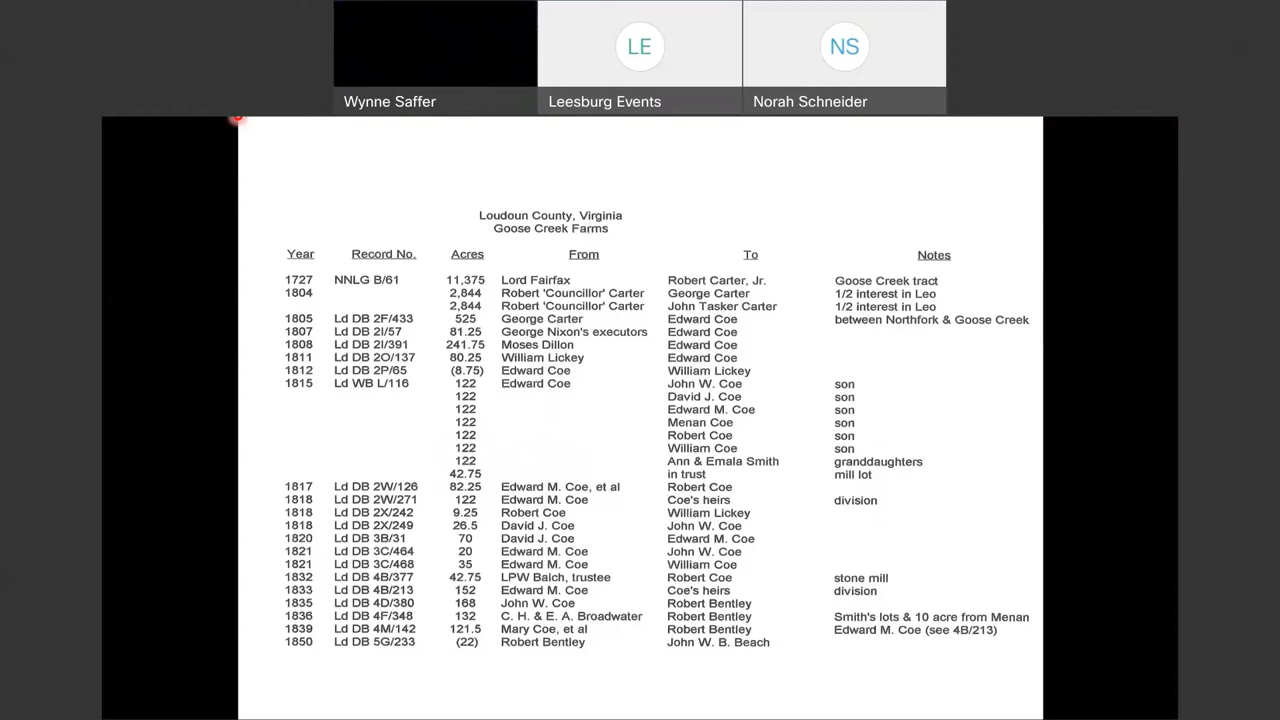 LE
NS
Wynne Saffer
Leesburg Events
Norah Schneider
Loudoun County, Virginia
Goose Creek Farms
Year Record No. Acres From To Notes
1727 NNLG B/61 11,375 Lord Fairfax Robert Carter, Jr. Goose Creek tract
1804 2,844 Robert 'Councillor' Carter George Carter 1/2 interest in Leo
2,844 Robert 'Councillor' Carter John Tasker Carter 1/2 interest in Leo
1805 Ld DB 2F/433 525 George Carter Edward Coe between Northfork & Goose Creek
1807 Ld DB 2I/57 81.25 George Nixon's executors Edward Coe
1808 Ld DB 2I/391 241.75 Moses Dillon Edward Coe
1811 Ld DB 2O/137 80.25 William Lickey Edward Coe
1812 Ld DB 2P/65 (8.75) Edward Coe William Lickey
1815 Ld WB L/116 122 Edward Coe John W. Coe son
122 David J. Coe son
122 Edward M. Coe son
122 Menan Coe son
122 Robert Coe son
122 William Coe son
122 Ann & Emala Smith granddaughters
42.75 in trust mill lot
1817 Ld DB 2W/126 82.25 Edward M. Coe, et al Robert Coe
1818 Ld DB 2W/271 122 Edward M. Coe Coe's heirs division
1818 Ld DB 2X/242 9.25 Robert Coe William Lickey
1818 Ld DB 2X/249 26.5 David J. Coe John W. Coe
1820 Ld DB 3B/31 70 David J. Coe Edward M. Coe
1821 Ld DB 3C/464 20 Edward M. Coe John W. Coe
1821 Ld DB 3C/468 35 Edward M. Coe William Coe
1832 Ld DB 4B/377 42.75 LPW Balch, trustee Robert Coe stone mill
1833 Ld DB 4B/213 152 Edward M. Coe Coe's heirs division
1835 Ld DB 4D/380 168 John W. Coe Robert Bentley
1836 Ld DB 4F/348 132 C. H. & E. A. Broadwater Robert Bentley Smith's lots & 10 acre from Menan
1839 Ld DB 4M/142 121.5 Mary Coe, et al Robert Bentley Edward M. Coe (see 4B/213)
1850 Ld DB 5G/233 (22) Robert Bentley John W. B. Beach